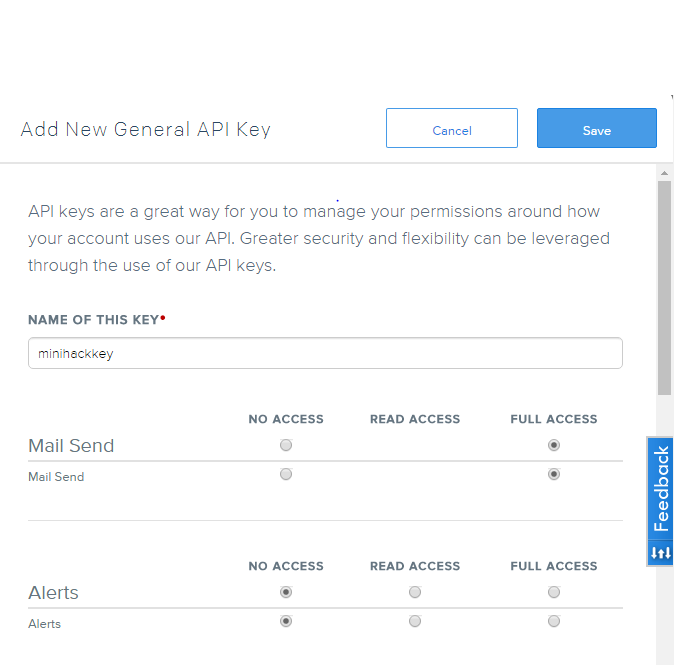 Add New General API Key
Cancel
Save
API keys are a great way for you to manage your permissions around how
your account uses our API. Greater security and flexibility can be leveraged
through the use of our API keys.
NAME OF THIS KEY•
minihackkey
NO ACCESS READ ACCESS FULL ACCESS
Mail Send
Mail Send
NO ACCESS READ ACCESS FULL ACCESS
Alerts
Alerts
Feedback